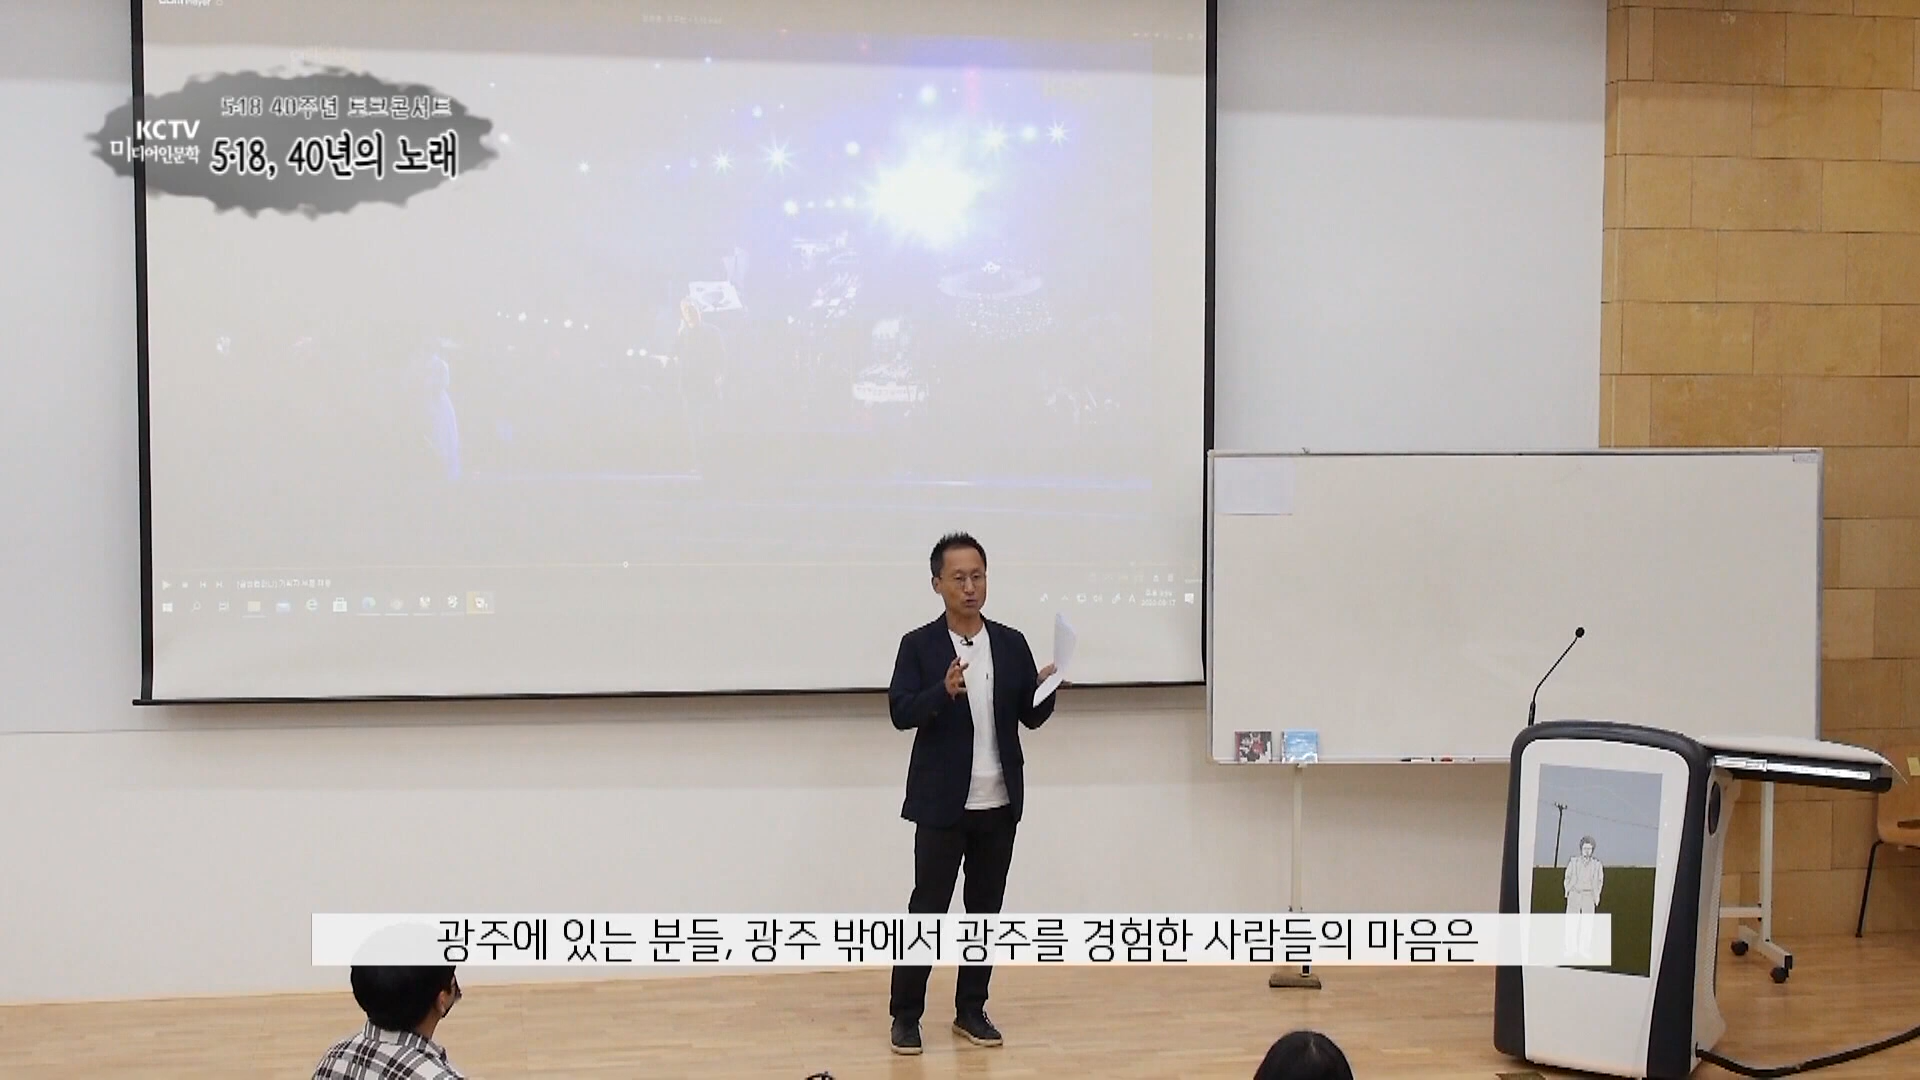 5·18 40주년 토크콘서트
KCTV
미디어인문학
5·18, 40년의 노래
광주에 있는 분들, 광주 밖에서 광주를 경험한 사람들의 마음은